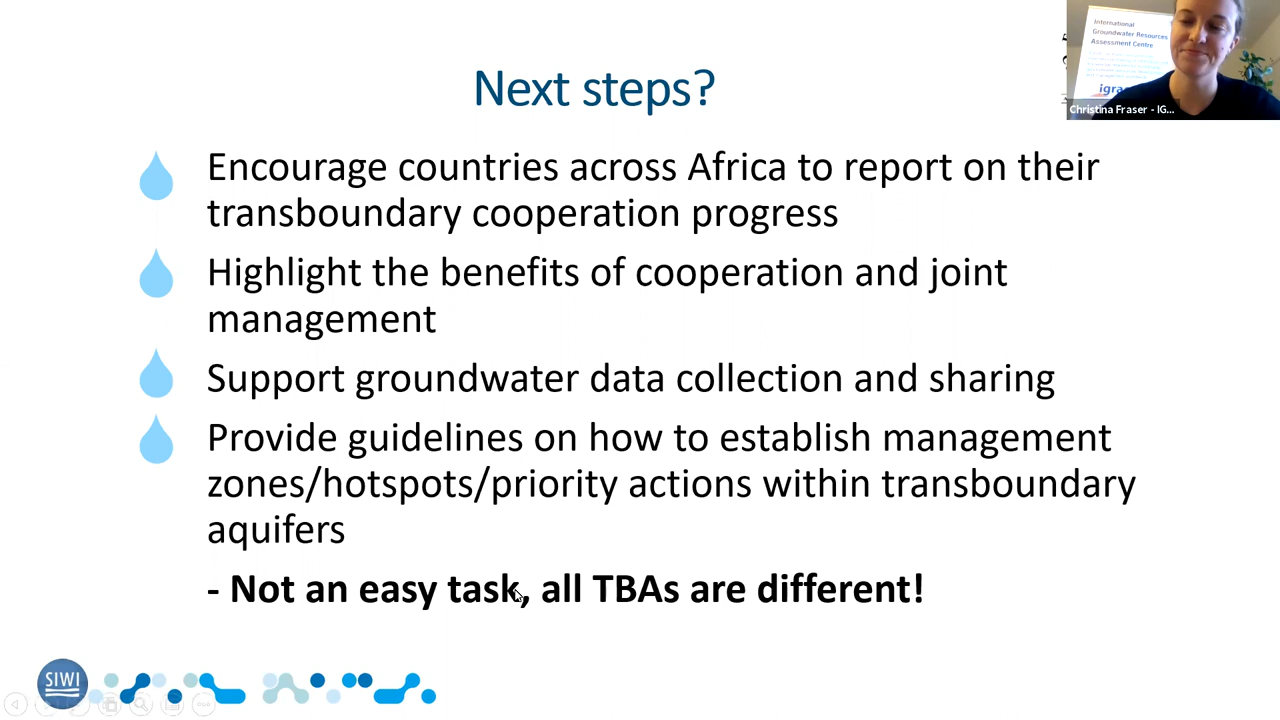 International
Groundwater Resources
Assessment Centre
igra
Christina Fraser - IG...
Next steps?
Encourage countries across Africa to report on their
transboundary cooperation progress
Highlight the benefits of cooperation and joint
management
Support groundwater data collection and sharing
Provide guidelines on how to establish management
zones/hotspots/priority actions within transboundary
aquifers
- Not an easy task, all TBAs are different!
SIWI